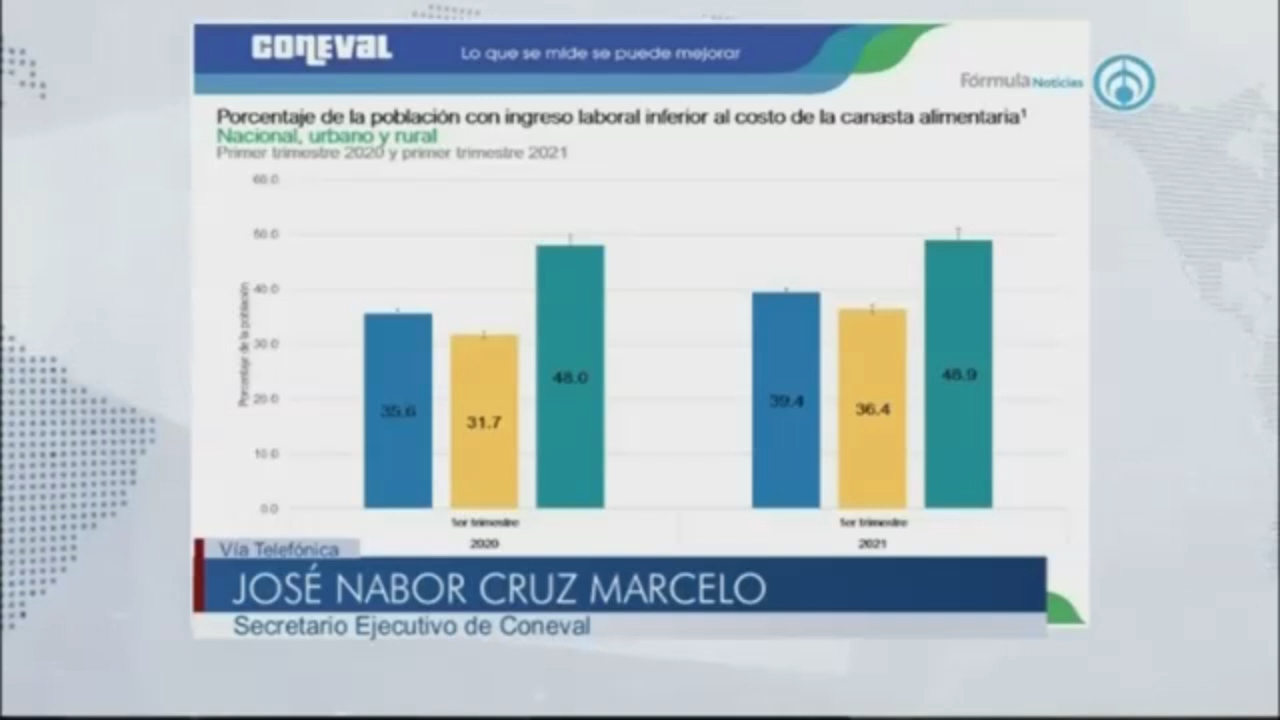 CONEVAL
Lo que se mide se puede mejorar
Fórmula Noticias
Porcentaje de la población con ingreso laboral inferior al costo de la canasta alimentaria¹
Nacional, urbano y rural
Primer trimestre 2020 y primer trimestre 2021
Porcentaje de la población
60.0
50.0
40.0
30.0
20.0
10.0
0.0
35.6
31.7
48.0
39.4
36.4
48.9
1er trimestre
1er trimestre
2020
2021
Vía Telefónica
JOSÉ NABOR CRUZ MARCELO
Secretario Ejecutivo de Coneval